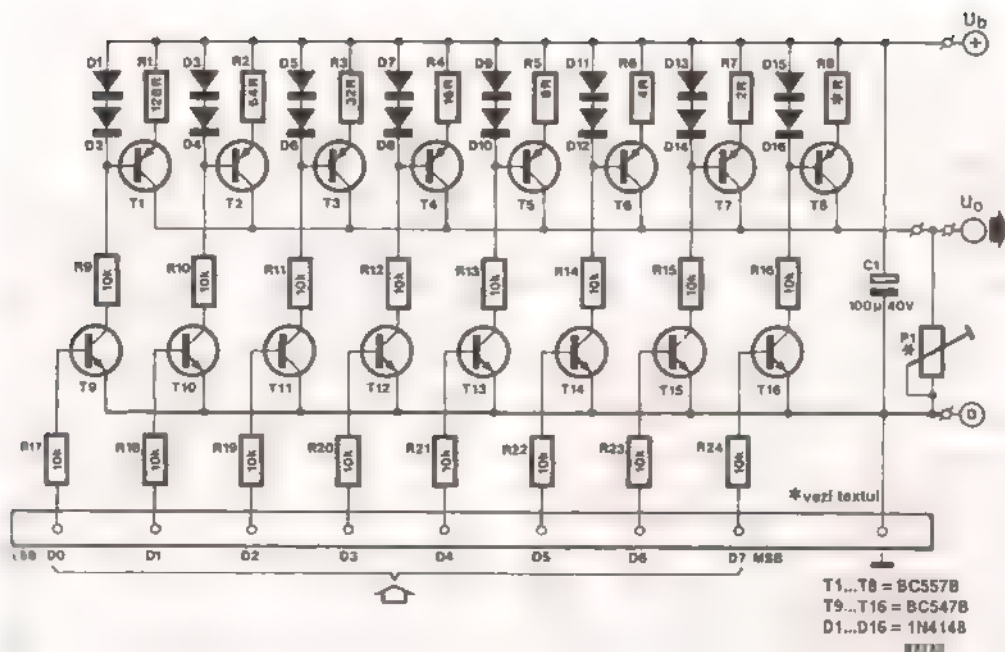 Ub
+
D1 R1 D3 R2 D5 R3 D7 R4 D9 R5 D11 R6 D13 R7 D15 R8
128R 64R 32R 16R 8R 4R 2R *R
D2 D4 D6 D8 D10 D12 D14 D16
T1 T2 T3 T4 T5 T6 T7 T8
Uo
R9 R10 R11 R12 R13 R14 R15 R16
10k 10k 10k 10k 10k 10k 10k 10k
C1
100µ 40V
P1
*
T9 T10 T11 T12 T13 T14 T15 T16
0
R17 R18 R19 R20 R21 R22 R23 R24
10k 10k 10k 10k 10k 10k 10k 10k
*vezi textul
LSB D0 D1 D2 D3 D4 D5 D6 D7 MSB
T1...T8 = BC557B
T9...T16 = BC547B
D1...D16 = 1N4148